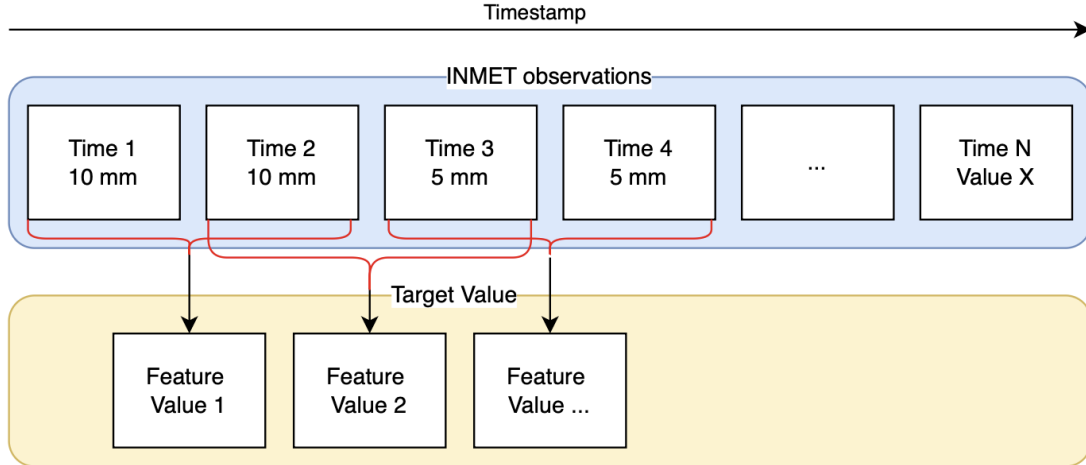 Timestamp
INMET observations
Time 1
10 mm
Time 2
10 mm
Time 3
5 mm
Time 4
5 mm
...
Time N
Value X
Target Value
Feature
Value 1
Feature
Value 2
Feature
Value ...